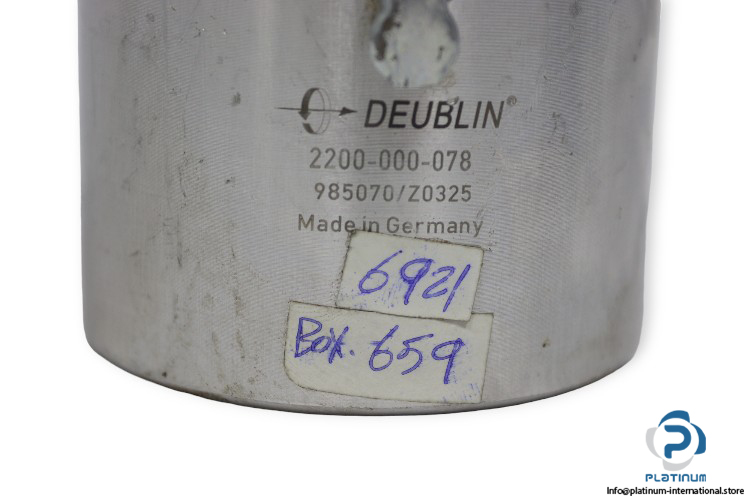 DEUBLIN®
2200-000-078
985070/Z0325
Made in Germany
6921
Box. 659
PLATINUM
Info@platinum-international.store